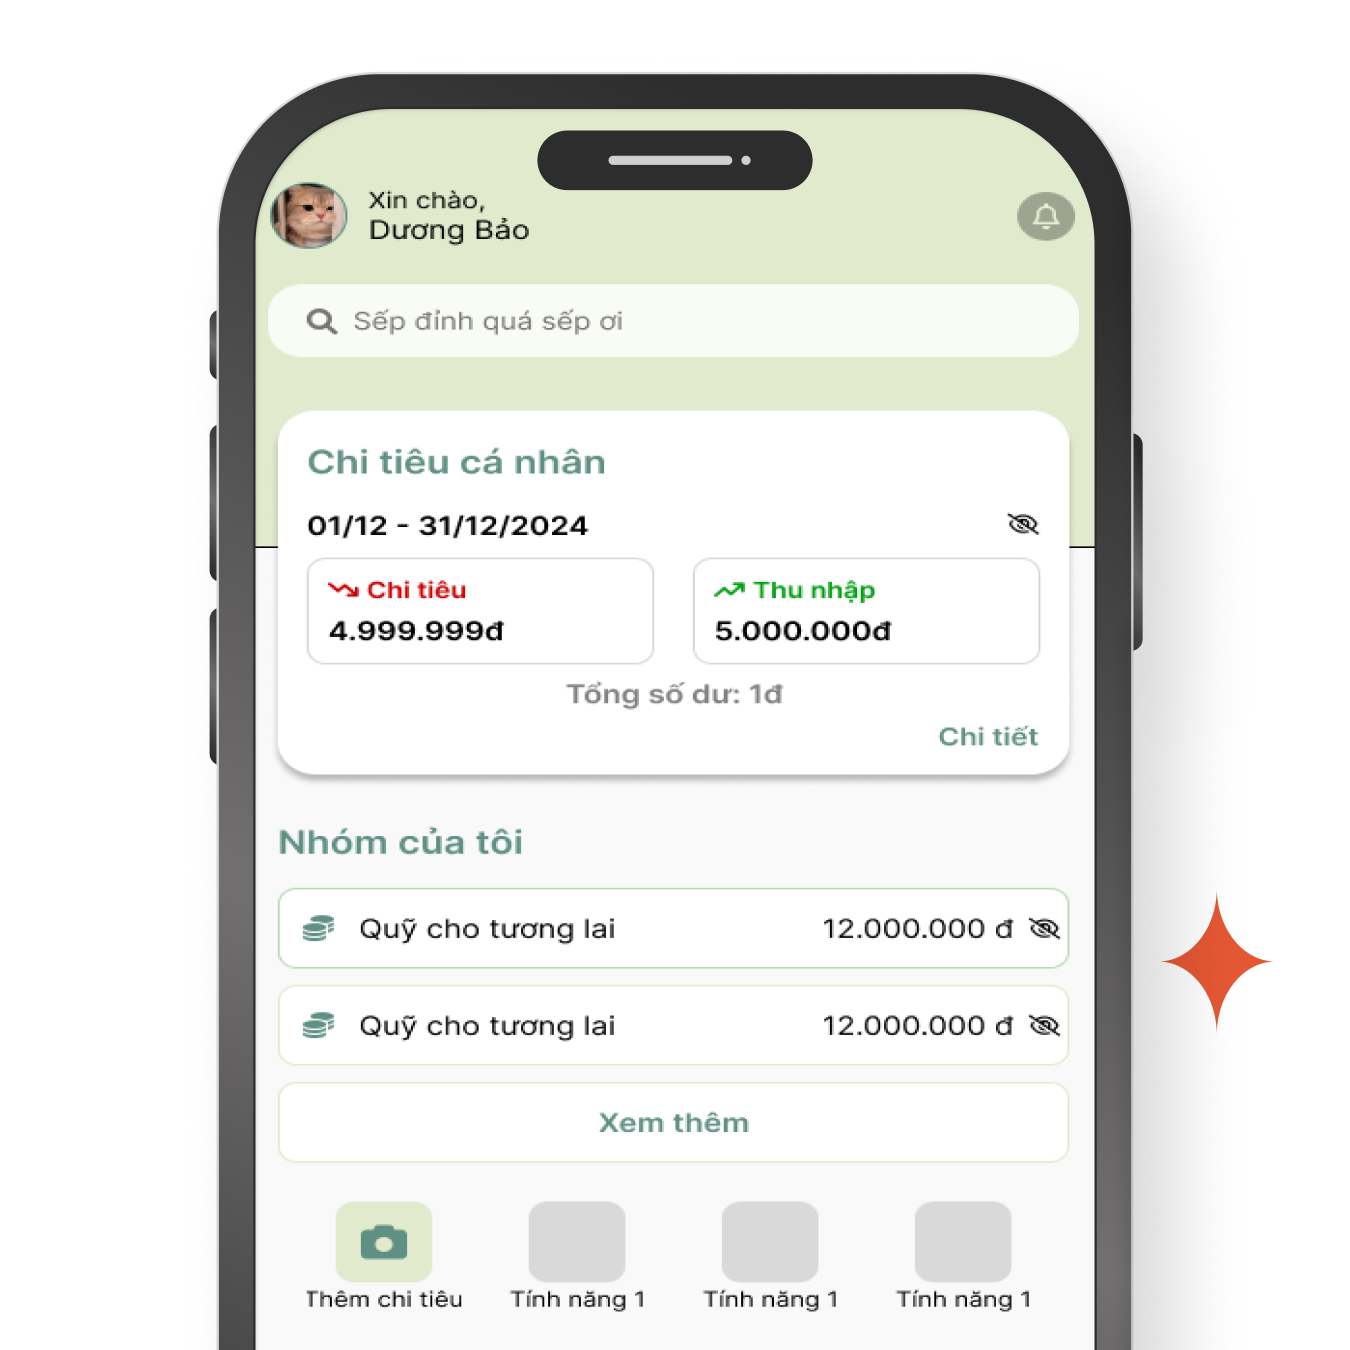 Xin chào,
Dương Bảo
Sếp đỉnh quá sếp ơi
Chi tiêu cá nhân
01/12 - 31/12/2024
Chi tiêu
4.999.999đ
Thu nhập
5.000.000đ
Tổng số dư: 1đ
Chi tiết
Nhóm của tôi
Quỹ cho tương lai 12.000.000 đ
Quỹ cho tương lai 12.000.000 đ
Xem thêm
Thêm chi tiêu
Tính năng 1
Tính năng 1
Tính năng 1